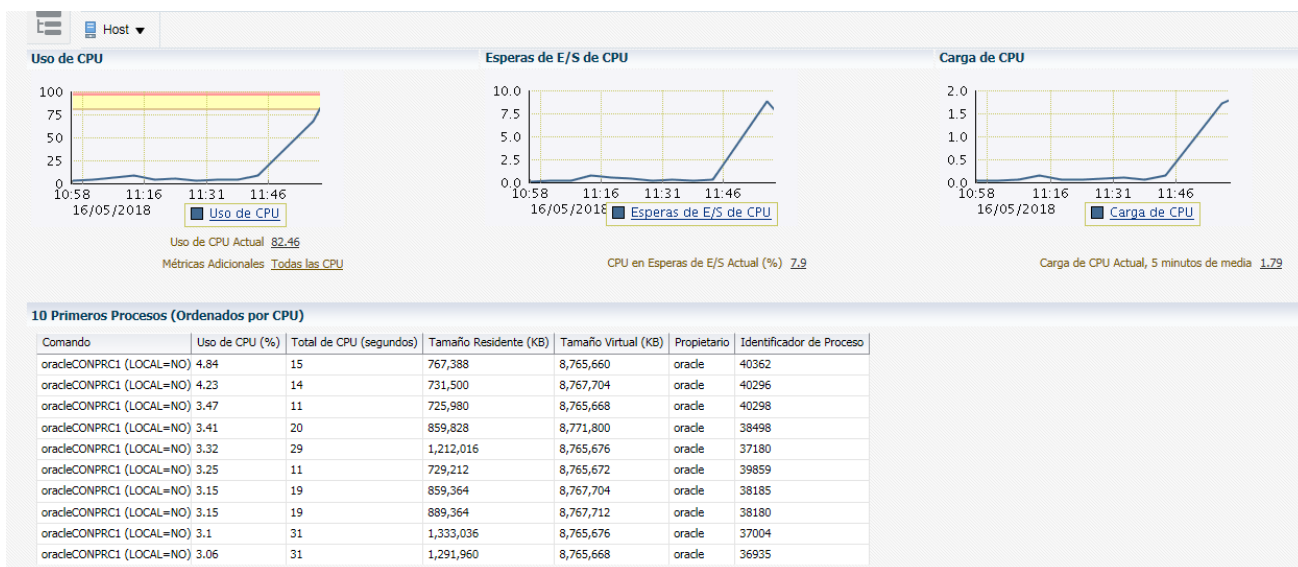 Host
Uso de CPU Esperas de E/S de CPU Carga de CPU
100
75
50
25
0
10:58 11:16 11:31 11:46
16/05/2018
Uso de CPU
10.0
7.5
5.0
2.5
0.0
10:58 11:16 11:31 11:46
16/05/2018
Esperas de E/S de CPU
2.0
1.5
1.0
0.5
0.0
10:58 11:16 11:31 11:46
16/05/2018
Carga de CPU
Uso de CPU Actual 82.46
Métricas Adicionales Todas las CPU
CPU en Esperas de E/S Actual (%) 7.9
Carga de CPU Actual, 5 minutos de media 1.79
10 Primeros Procesos (Ordenados por CPU)
Comando Uso de CPU (%) Total de CPU (segundos) Tamaño Residente (KB) Tamaño Virtual (KB) Propietario Identificador de Proceso
oracleCONPRC1 (LOCAL=NO) 4.84 15 767,388 8,765,660 oracle 40362
oracleCONPRC1 (LOCAL=NO) 4.23 14 731,500 8,767,704 oracle 40296
oracleCONPRC1 (LOCAL=NO) 3.47 11 725,980 8,765,668 oracle 40298
oracleCONPRC1 (LOCAL=NO) 3.41 20 859,828 8,771,800 oracle 38498
oracleCONPRC1 (LOCAL=NO) 3.32 29 1,212,016 8,765,676 oracle 37180
oracleCONPRC1 (LOCAL=NO) 3.25 11 729,212 8,765,672 oracle 39859
oracleCONPRC1 (LOCAL=NO) 3.15 19 859,364 8,767,704 oracle 38185
oracleCONPRC1 (LOCAL=NO) 3.15 19 889,364 8,767,712 oracle 38180
oracleCONPRC1 (LOCAL=NO) 3.1 31 1,333,036 8,765,676 oracle 37004
oracleCONPRC1 (LOCAL=NO) 3.06 31 1,291,960 8,765,668 oracle 36935